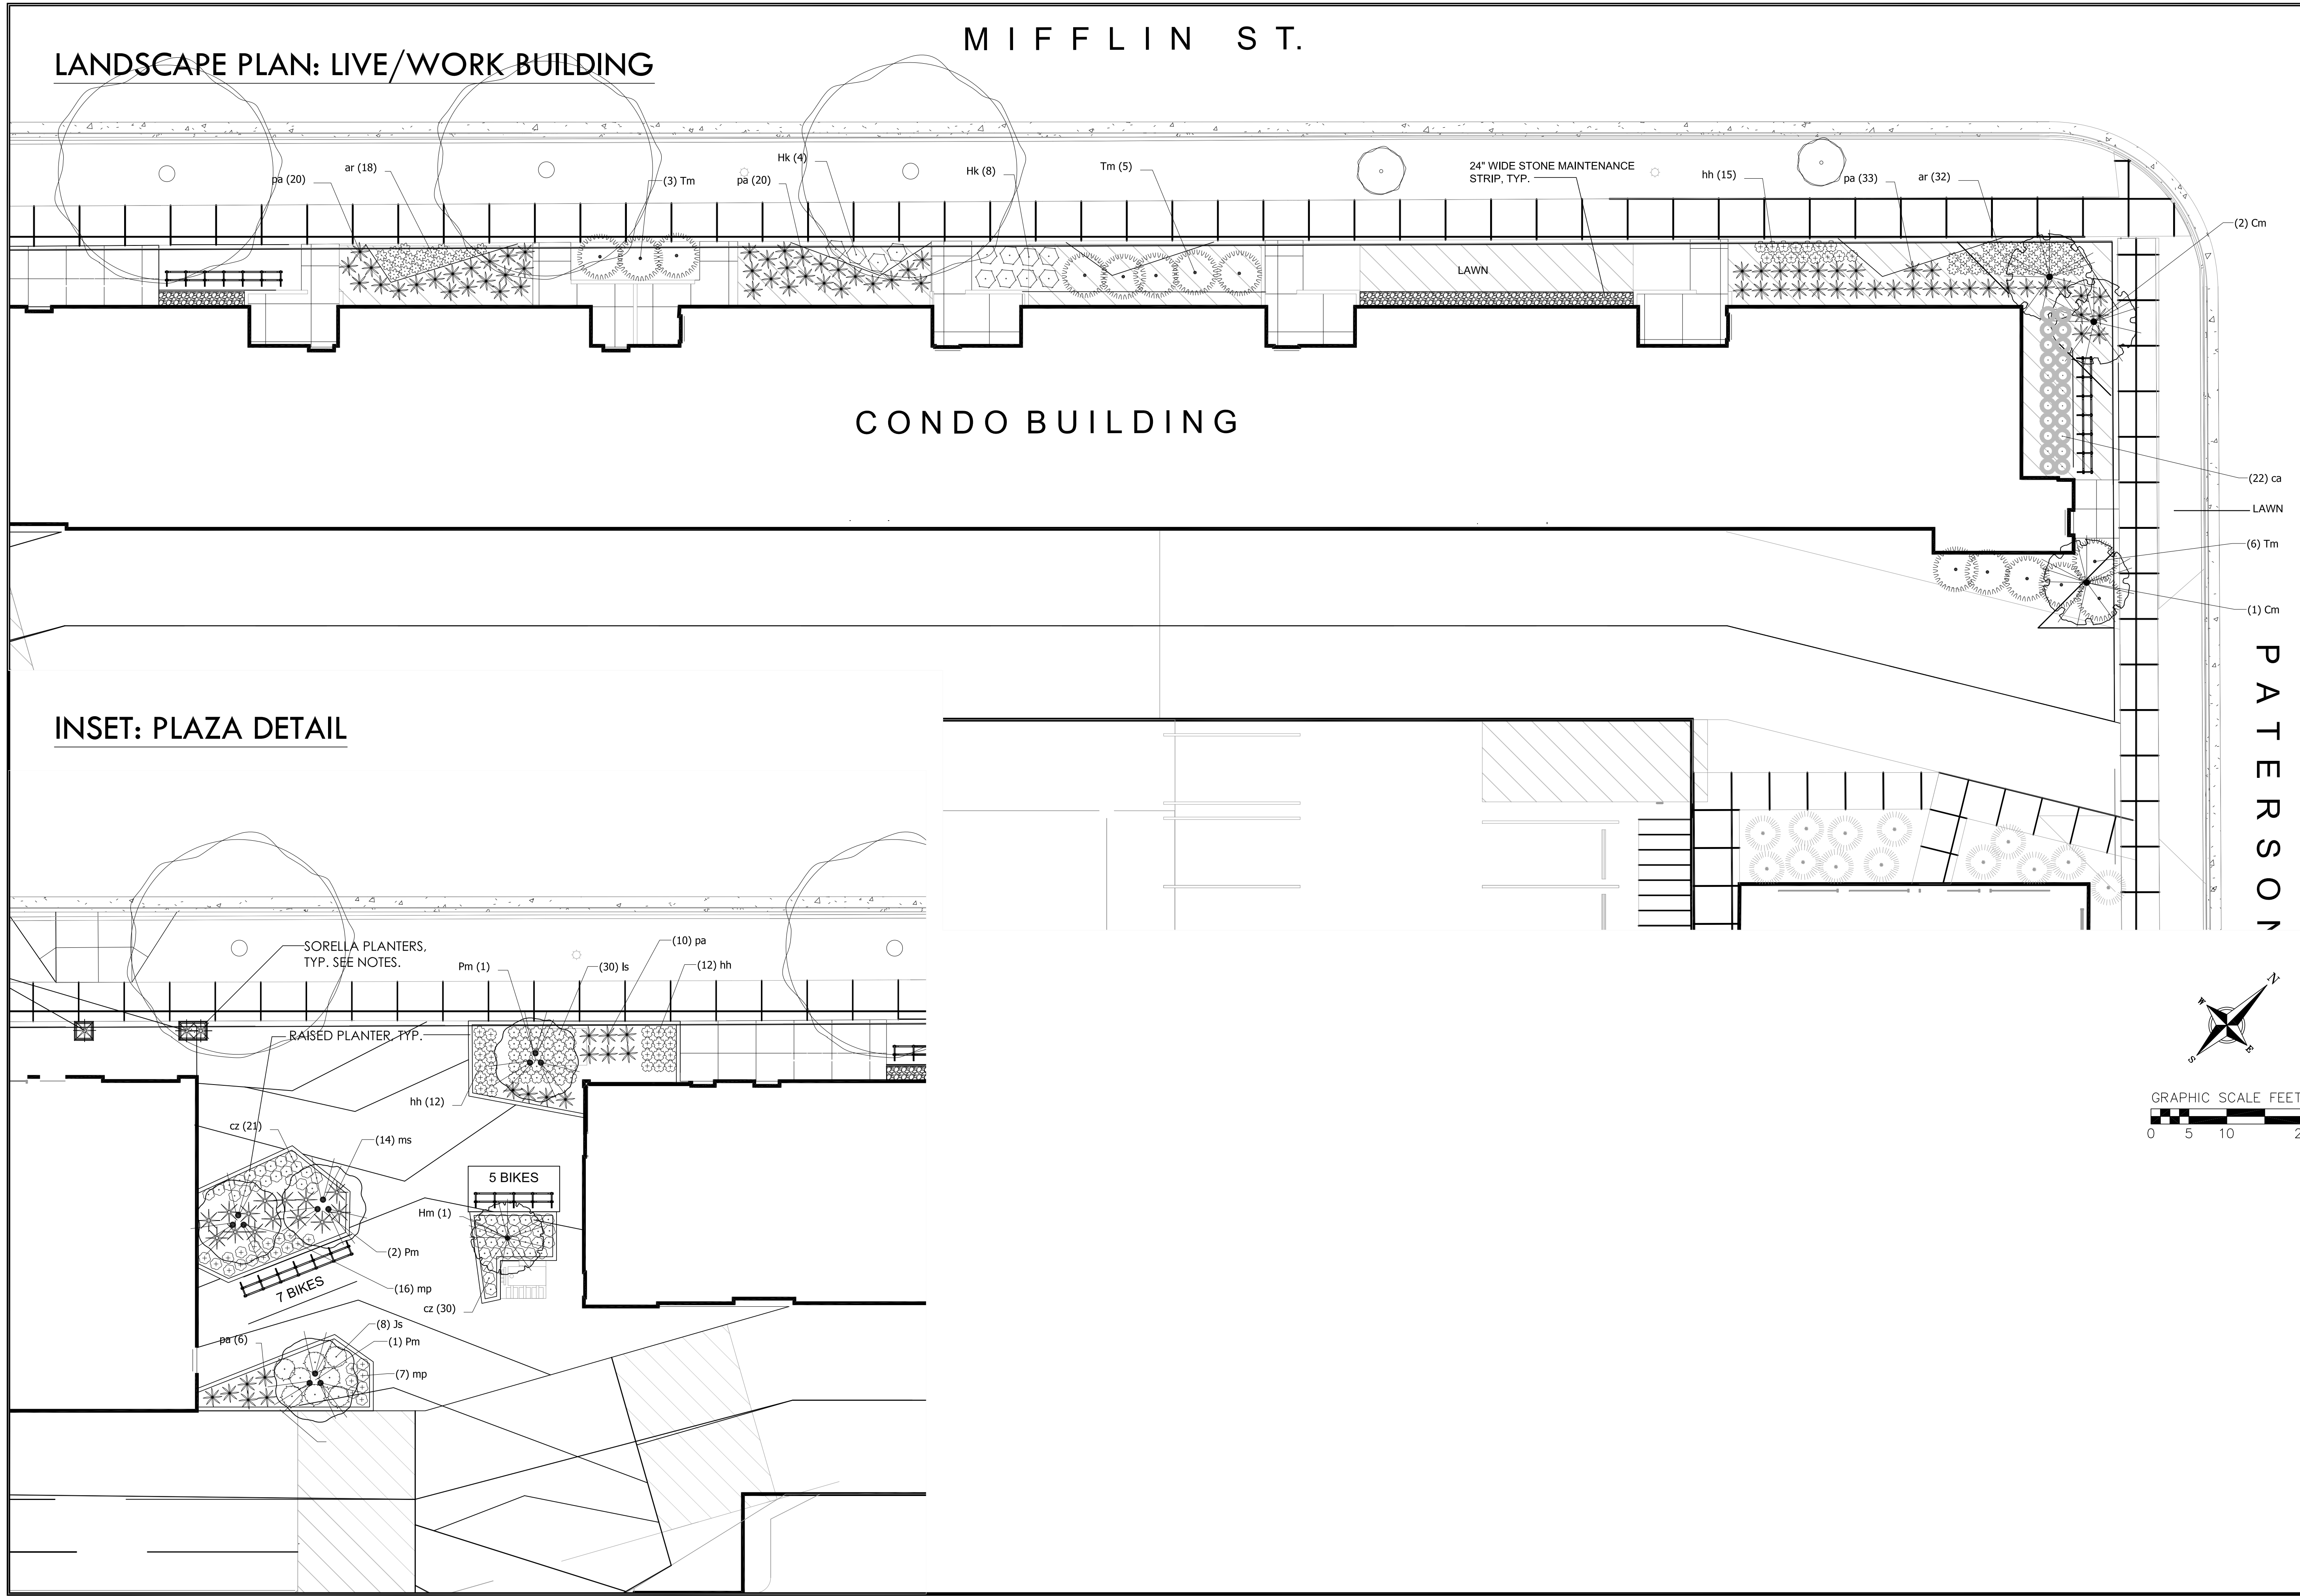 MIFFLIN ST.
LANDSCAPE PLAN: LIVE/WORK BUILDING
ar (18)
pa (20)
(3) Tm
Hk (4)
pa (20)
Hk (8)
Tm (5)
24" WIDE STONE MAINTENANCE
STRIP, TYP.
hh (15)
pa (33)
ar (32)
(2) Cm
LAWN
CONDO BUILDING
(22) ca
LAWN
(6) Tm
(1) Cm
PATERSON
INSET: PLAZA DETAIL
SORELLA PLANTERS,
TYP. SEE NOTES.
Pm (1)
(30) ls
(10) pa
(12) hh
RAISED PLANTER, TYP.
hh (12)
cz (21)
(14) ms
5 BIKES
Hm (1)
(2) Pm
(16) mp
7 BIKES
cz (30)
(8) Js
pa (6)
(1) Pm
(7) mp
N
W
E
S
GRAPHIC SCALE FEET
0 5 10 2